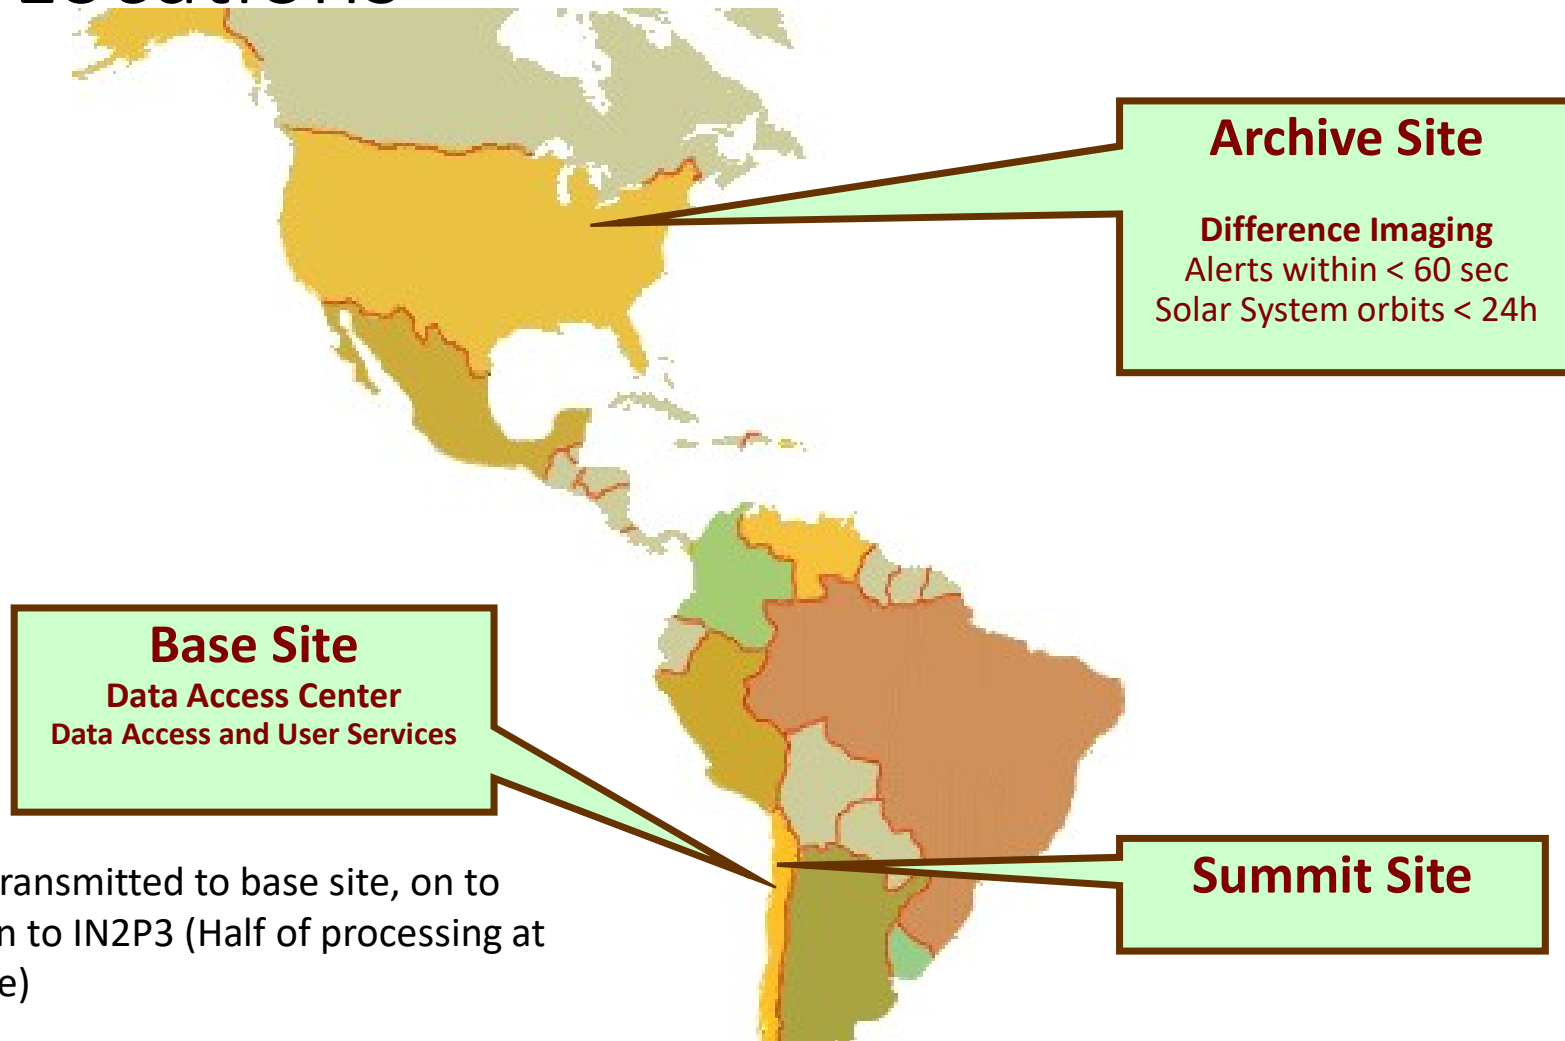 Locations
Archive Site
Difference Imaging
Alerts within < 60 sec
Solar System orbits < 24h
Base Site
Data Access Center
Data Access and User Services
Summit Site
ransmitted to base site, on to
n to IN2P3 (Half of processing at
e)